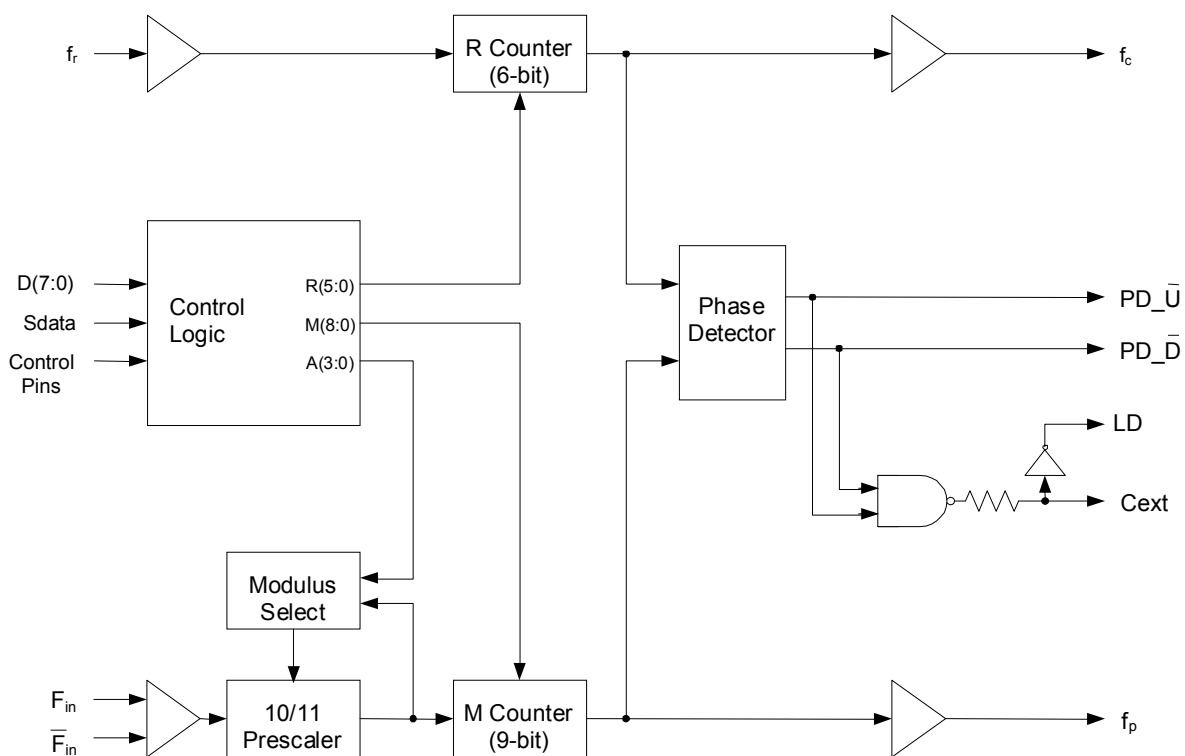 fr
R Counter
(6-bit)
fc
D(7:0)
Sdata
Control
Pins
Control
Logic
R(5:0)
M(8:0)
A(3:0)
Phase
Detector
PD_U̅
PD_D̅
LD
Cext
Modulus
Select
Fin
F̅in
10/11
Prescaler
M Counter
(9-bit)
fp